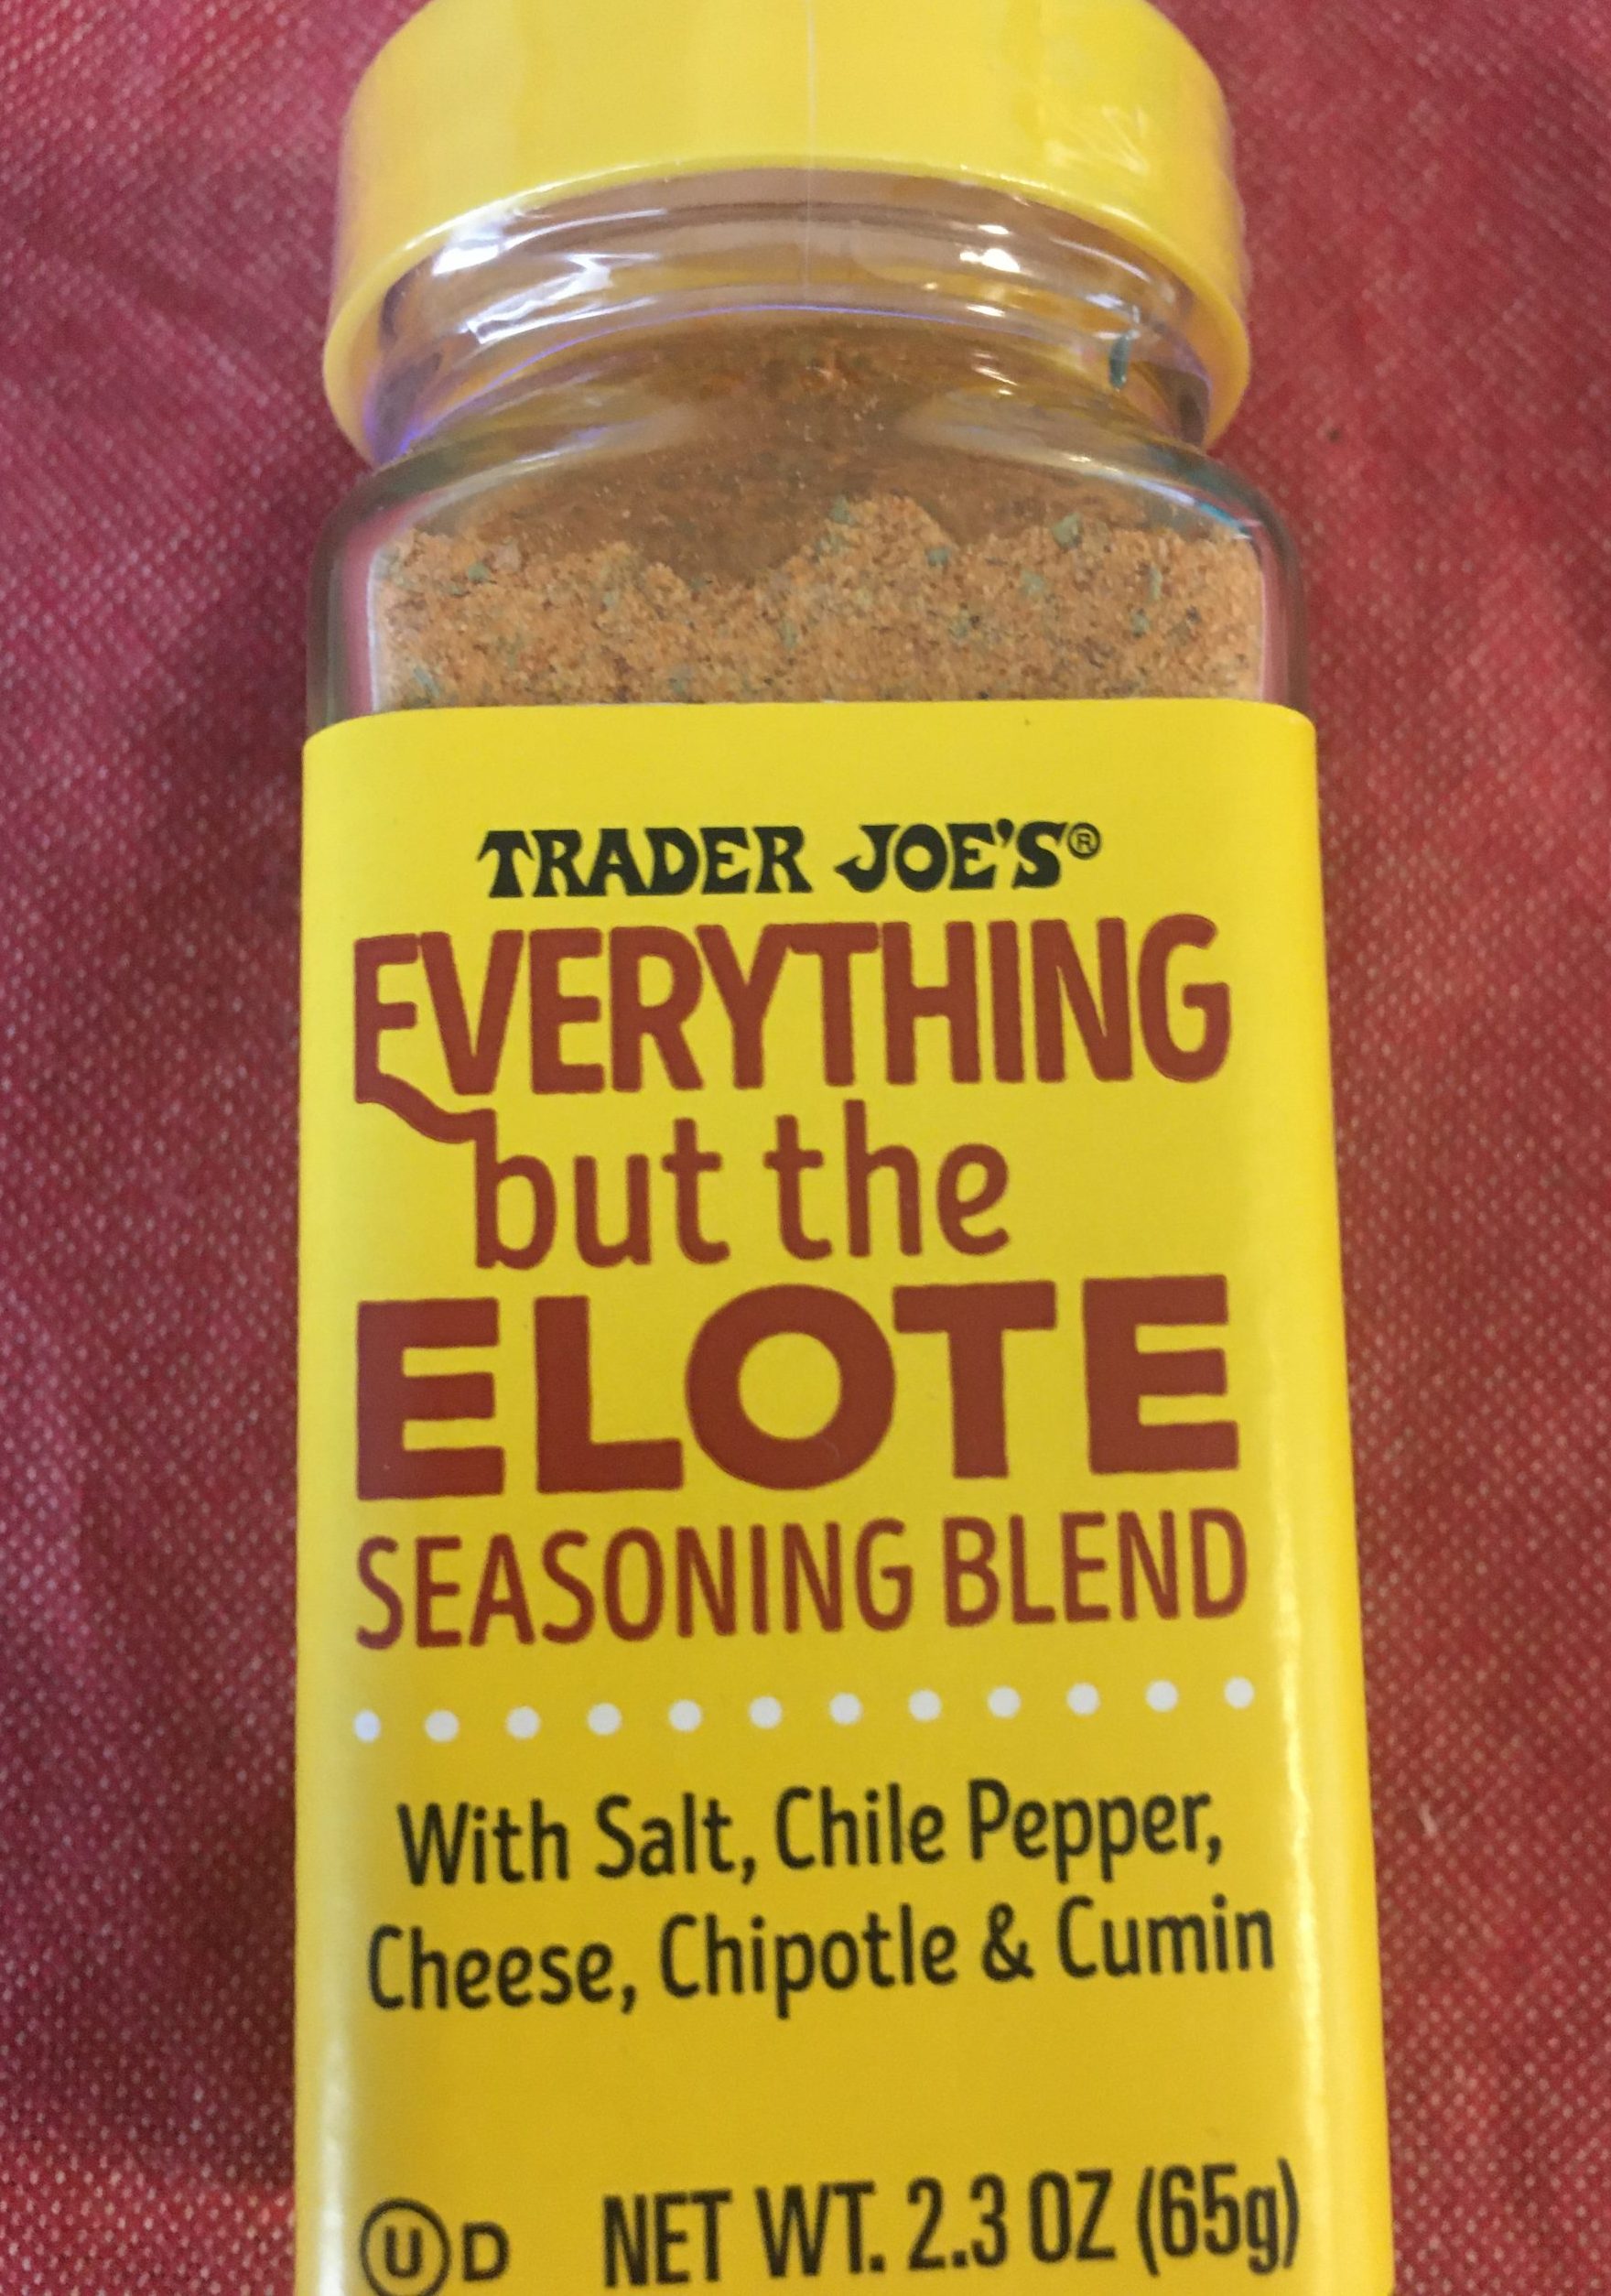 TRADER JOE'S®
EVERYTHING
but the
ELOTE
SEASONING BLEND
With Salt, Chile Pepper,
Cheese, Chipotle & Cumin
Ⓤ D NET WT. 2.3 OZ (65g)